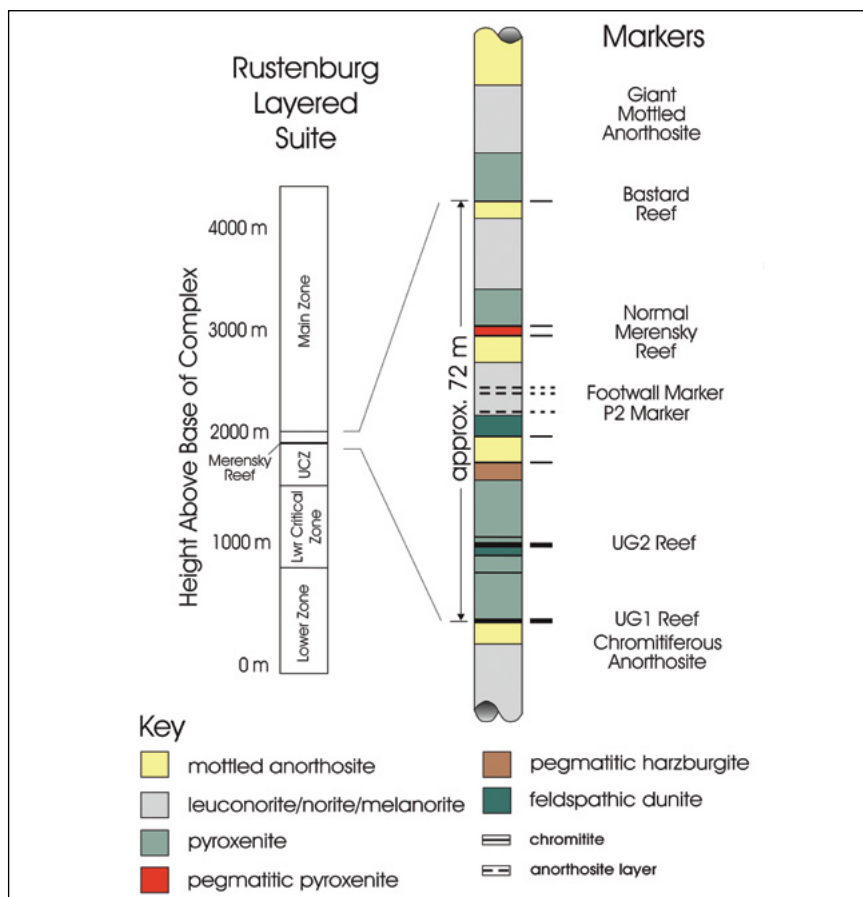 Rustenburg
Layered
Suite
Markers
Giant
Mottled
Anorthosite
Bastard
Reef
Normal
Merensky
Reef
Footwall Marker
P2 Marker
UG2 Reef
UG1 Reef
Chromitiferous
Anorthosite
Height Above Base of Complex
4000 m
3000 m
2000 m
Merensky
Reef
1000 m
0 m
Main Zone
UCZ
Lwr Critical
Zone
Lower Zone
approx. 72 m
Key
mottled anorthosite
leuconorite/norite/melanorite
pyroxenite
pegmatitic pyroxenite
pegmatitic harzburgite
feldspathic dunite
chromitite
anorthosite layer